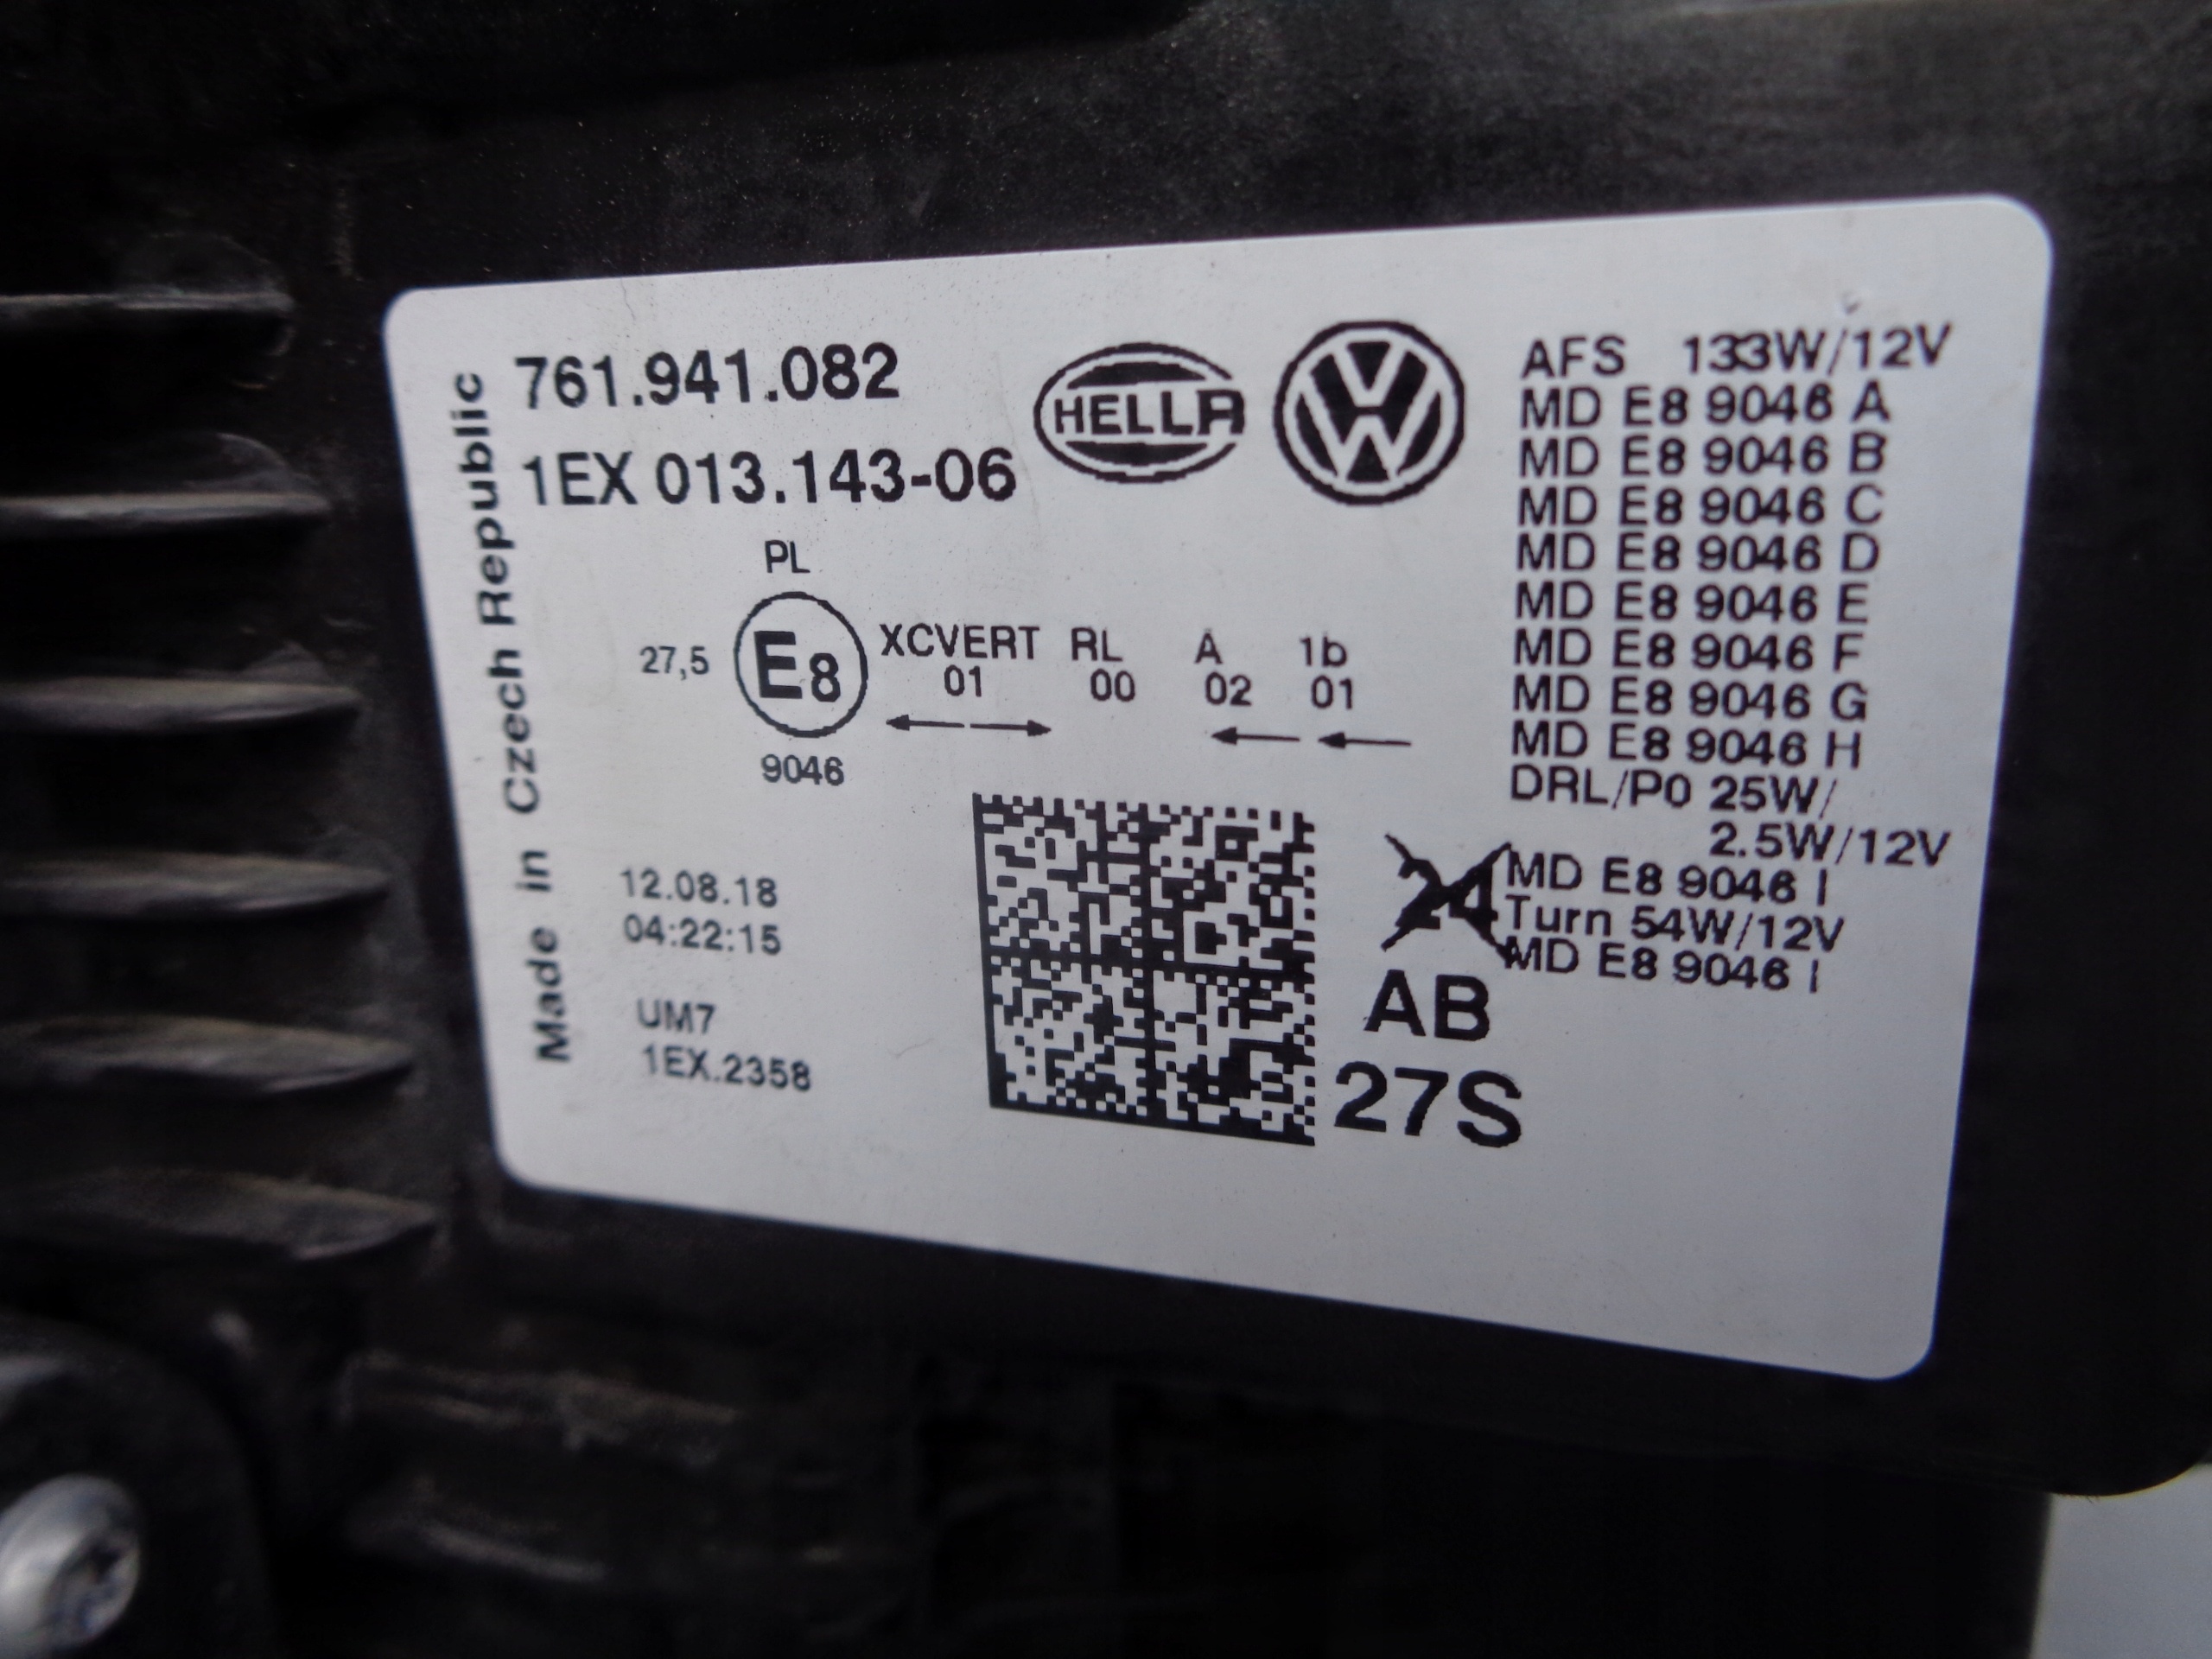 Made in Czech Republic
761.941.082
1EX 013.143-06
HELLA
VW
PL
27,5
E8
9046
XCVERT RL A 1b
01 00 02 01
12.08.18
04:22:15
UM7
1EX.2358
24
AB
27S
AFS 133W/12V
MD E8 9046 A
MD E8 9046 B
MD E8 9046 C
MD E8 9046 D
MD E8 9046 E
MD E8 9046 F
MD E8 9046 G
MD E8 9046 H
DRL/P0 25W/
2.5W/12V
MD E8 9046 I
Turn 54W/12V
MD E8 9046 I